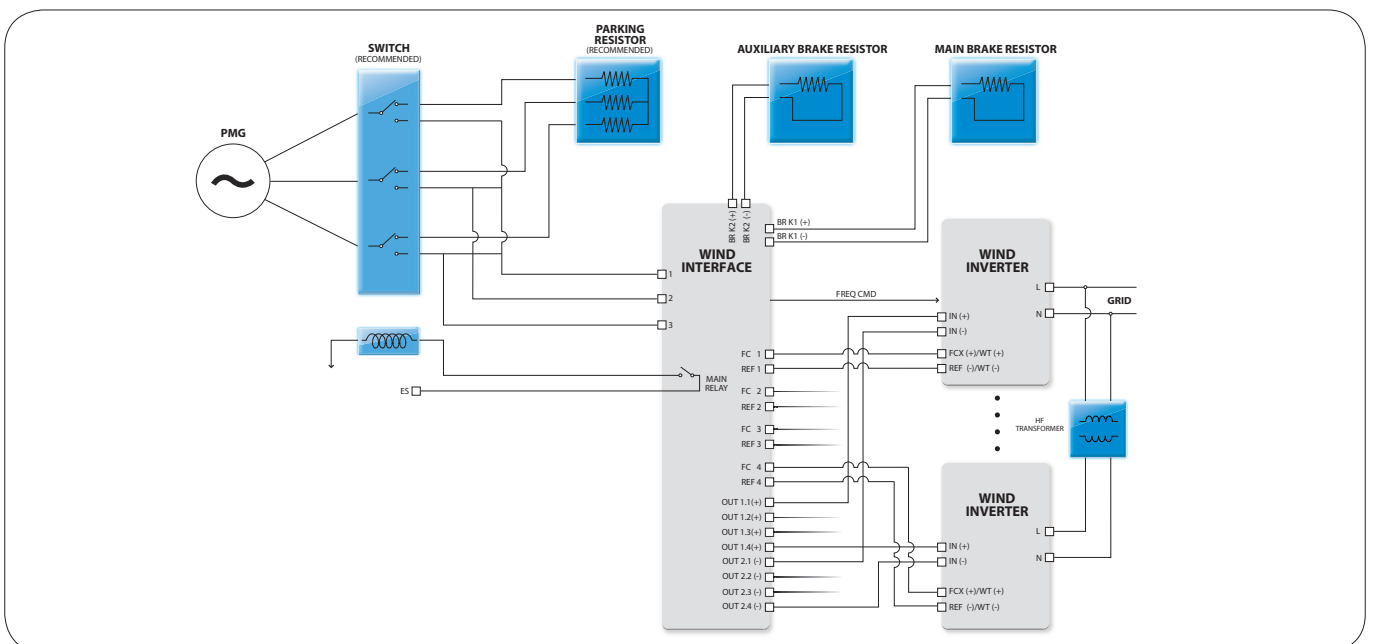 PARKING
RESISTOR
(RECOMMENDED)
SWITCH
(RECOMMENDED)
AUXILIARY BRAKE RESISTOR
MAIN BRAKE RESISTOR
PMG
BR K2 (+)
BR K2 (-)
BR K1 (+)
BR K1 (-)
WIND
INTERFACE
1
2
3
FREQ CMD
WIND
INVERTER
L
N
GRID
IN (+)
IN (-)
FCX (+)/WT (+)
REF (-)/WT (-)
MAIN
RELAY
ES
FC 1
REF 1
FC 2
REF 2
FC 3
REF 3
FC 4
REF 4
OUT 1.1(+)
OUT 1.2(+)
OUT 1.3(+)
OUT 1.4(+)
OUT 2.1 (-)
OUT 2.2 (-)
OUT 2.3 (-)
OUT 2.4 (-)
HF
TRANSFORMER
WIND
INVERTER
L
N
IN (+)
IN (-)
FCX (+)/WT (+)
REF (-)/WT (-)